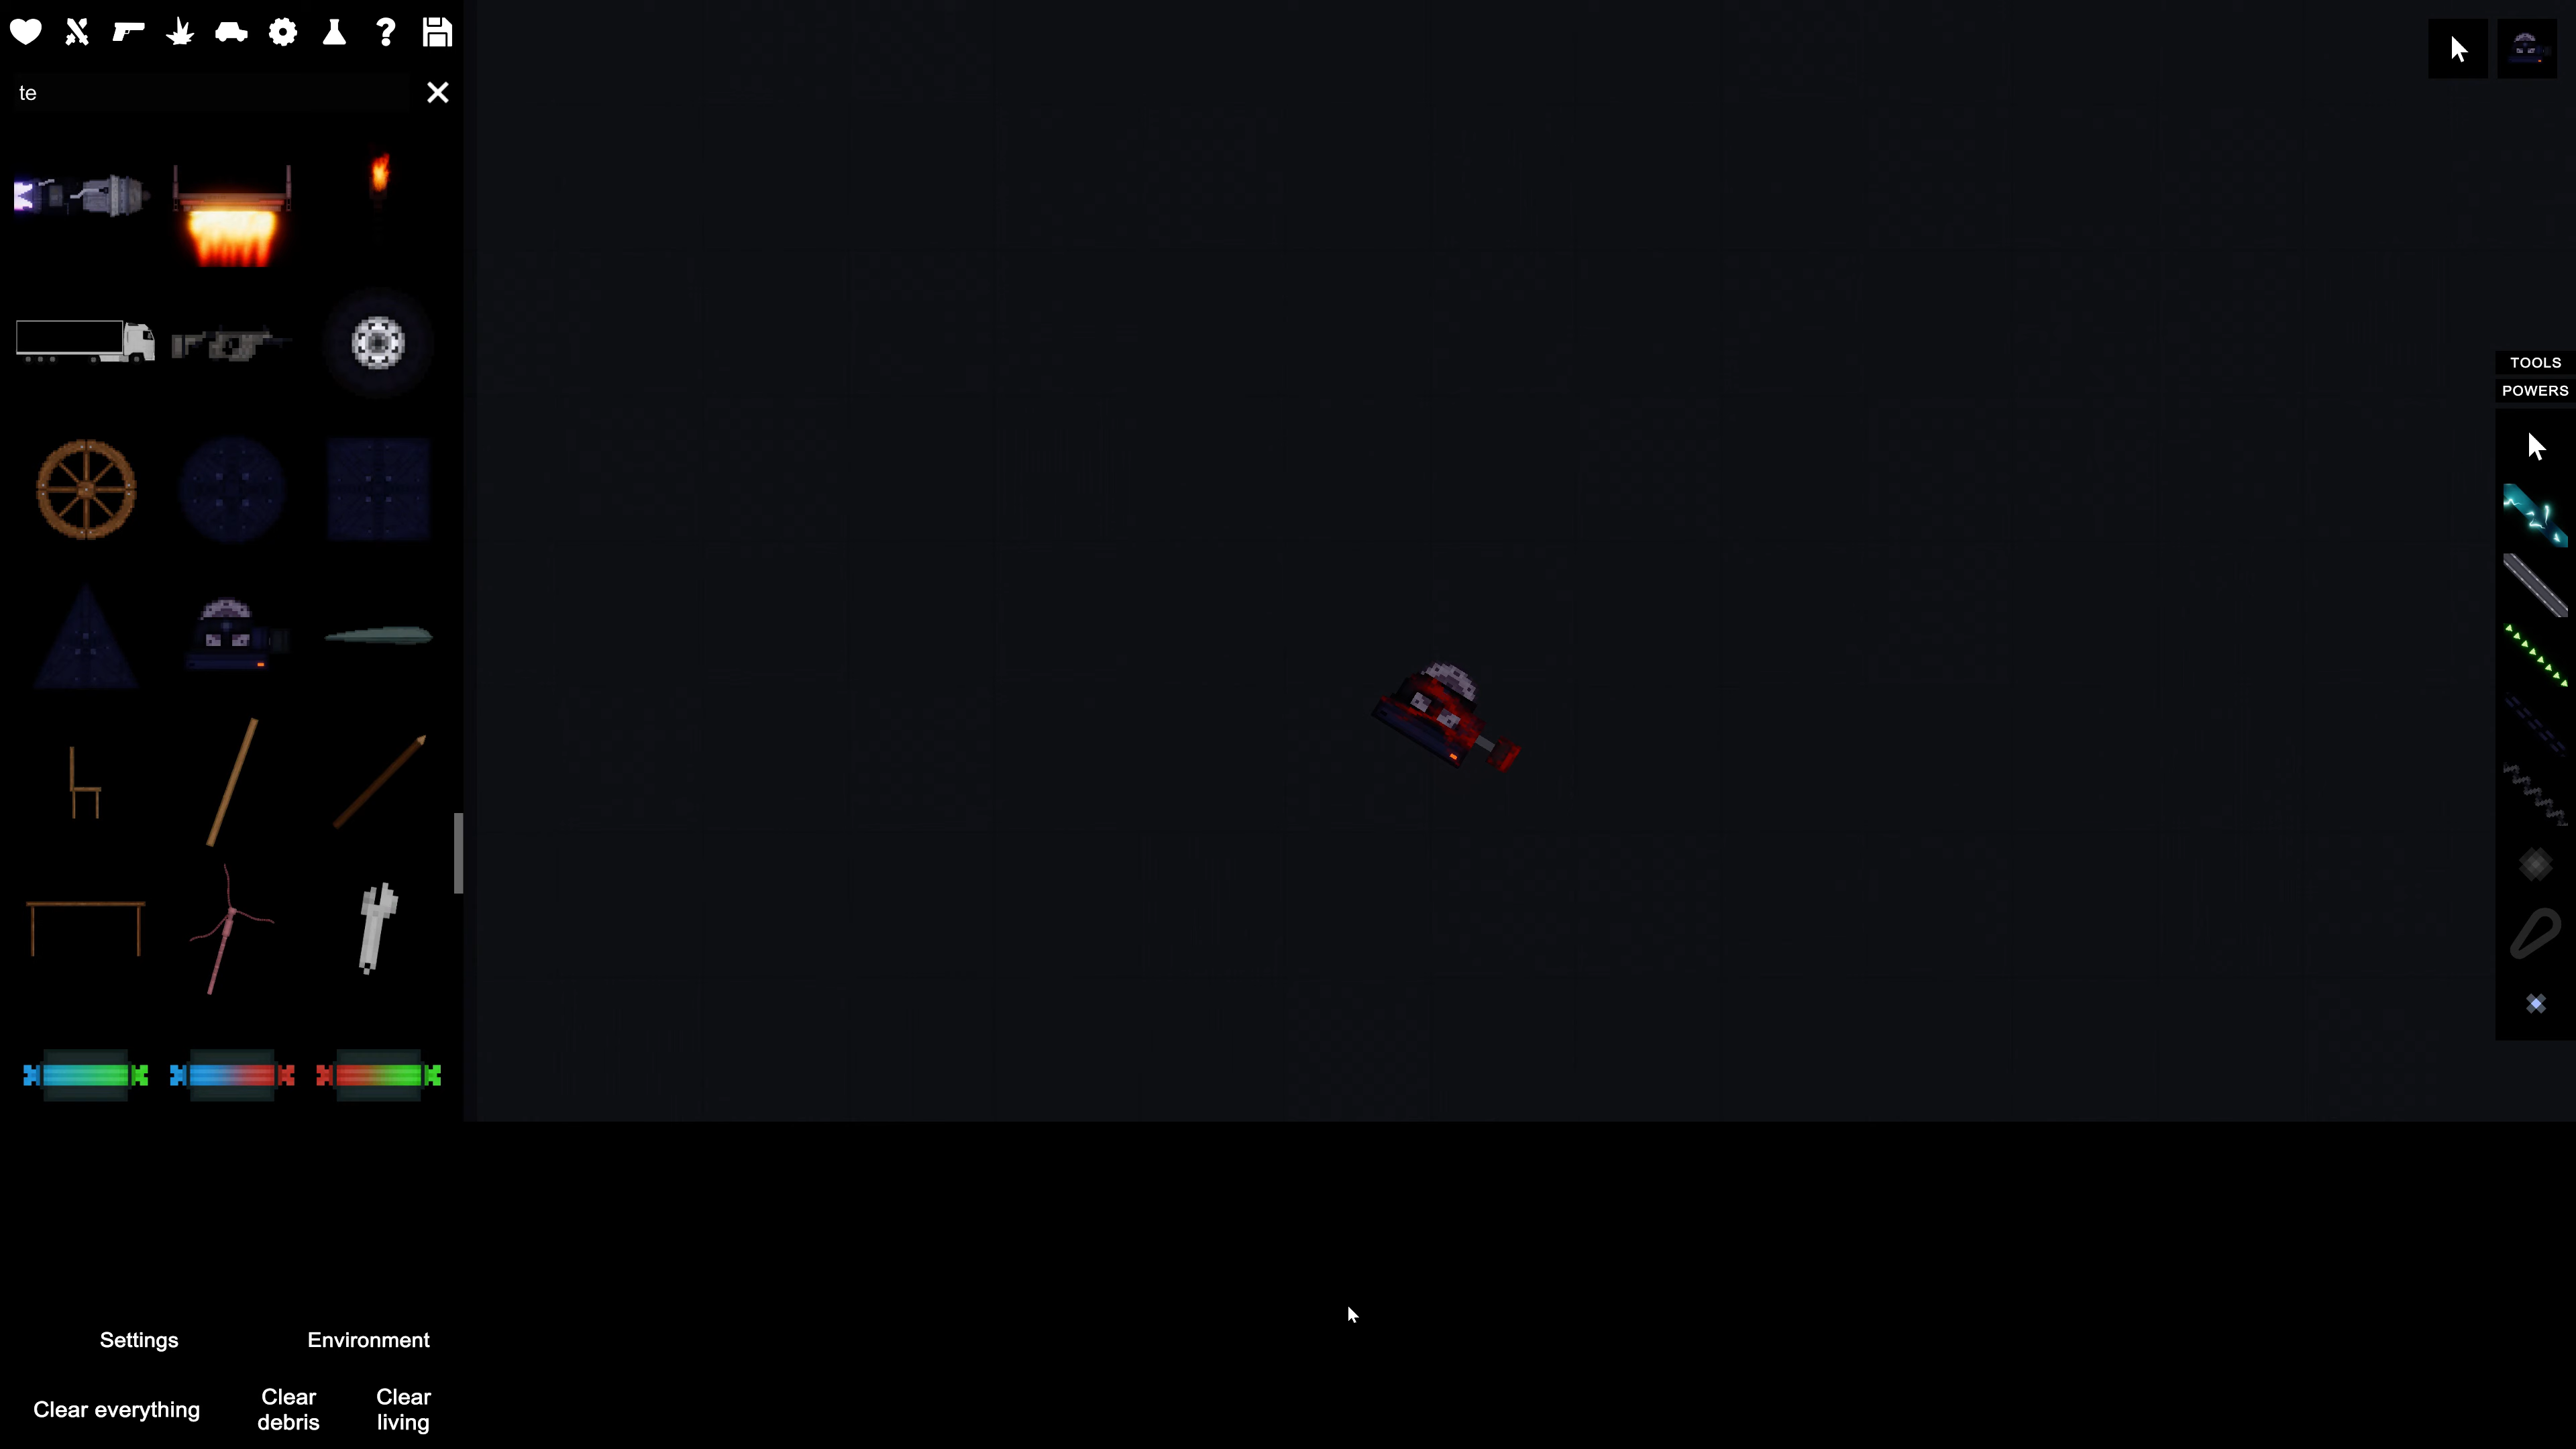 te
TOOLS
POWERS
Settings
Environment
Clear everything
Clear
debris
Clear
living